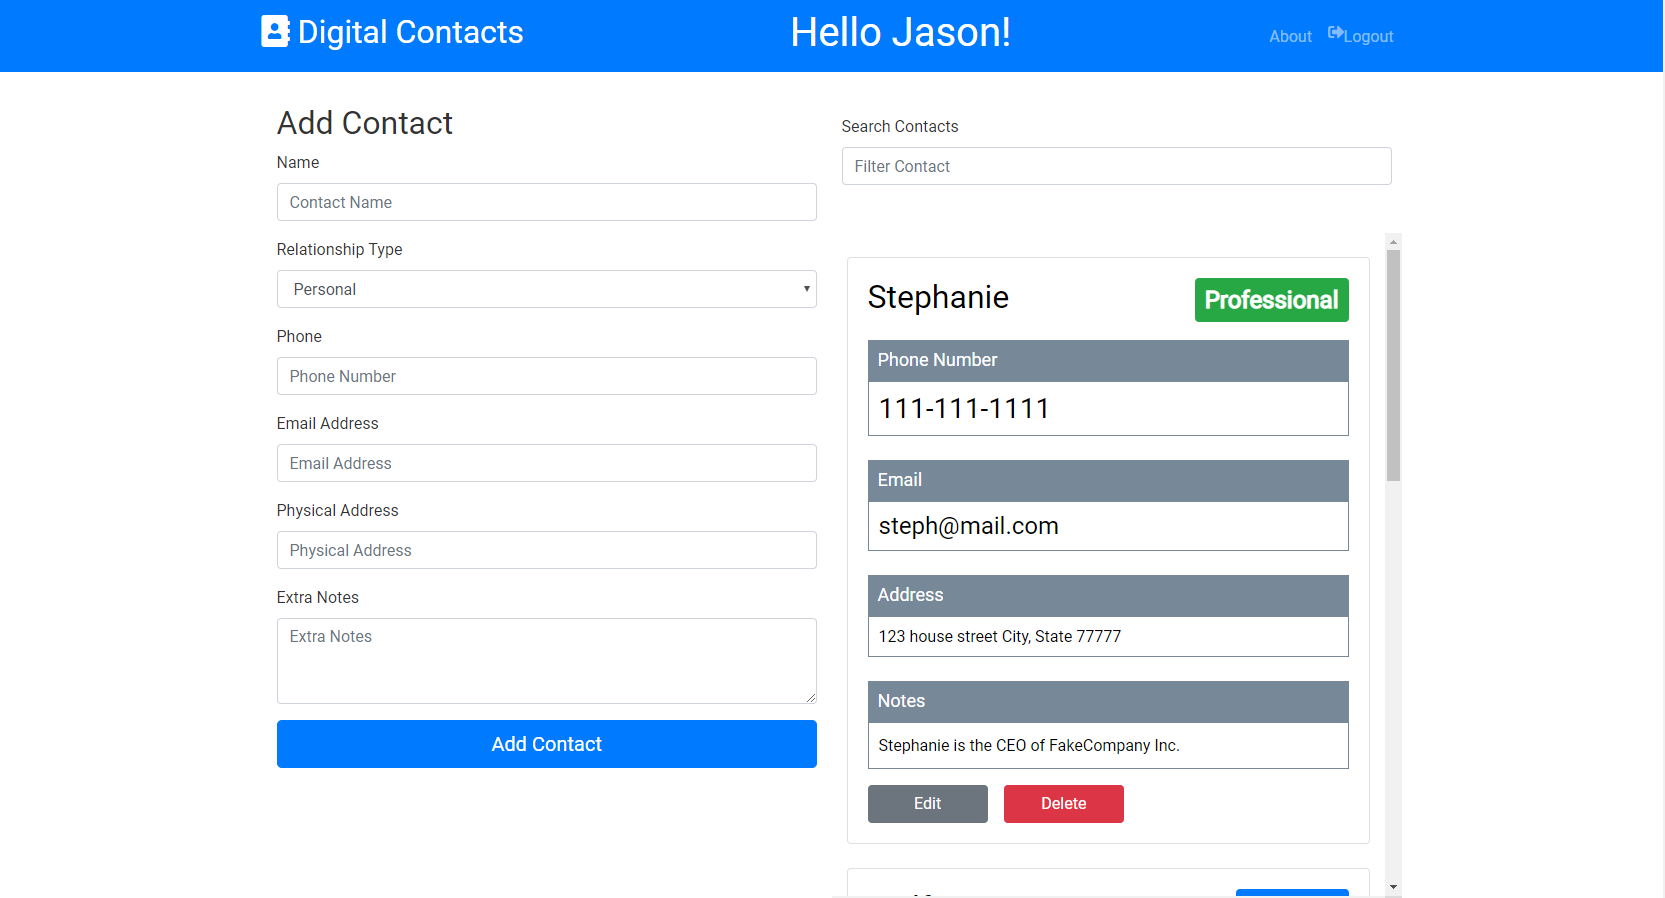 Digital Contacts
Hello Jason!
About
Logout
Add Contact
Name
Contact Name
Relationship Type
Personal
Phone
Phone Number
Email Address
Email Address
Physical Address
Physical Address
Extra Notes
Extra Notes
Add Contact
Search Contacts
Filter Contact
Stephanie
Professional
Phone Number
111-111-1111
Email
steph@mail.com
Address
123 house street City, State 77777
Notes
Stephanie is the CEO of FakeCompany Inc.
Edit
Delete